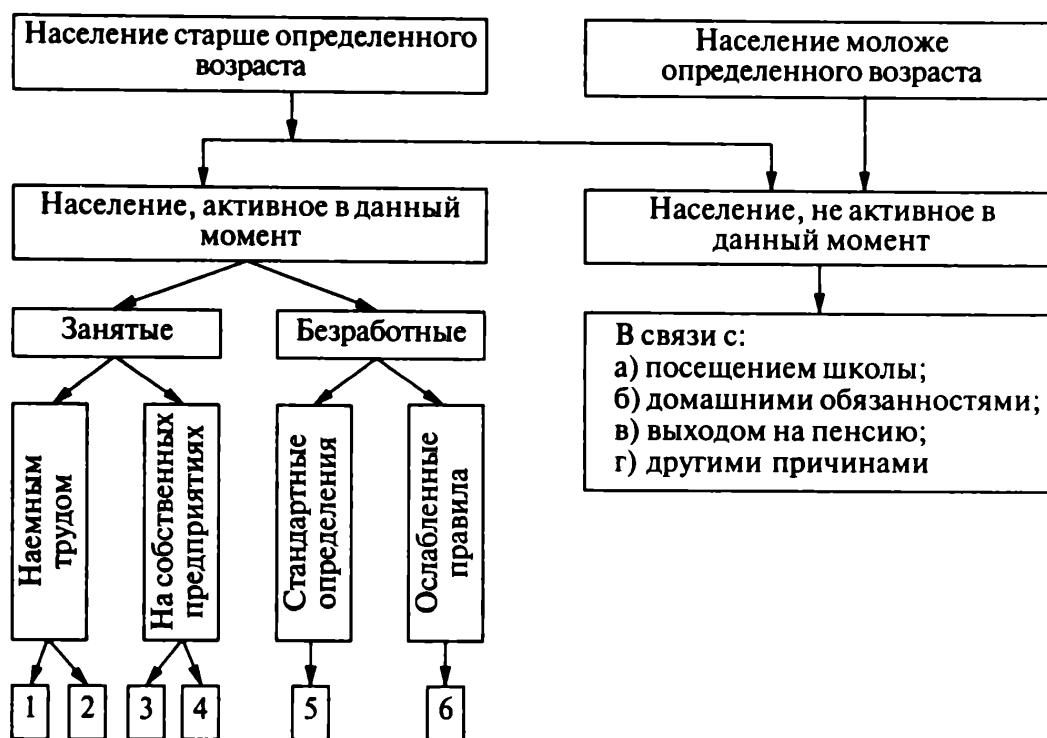 Население старше определенного
возраста
Население моложе
определенного возраста
Население, активное в данный
момент
Население, не активное в
данный момент
Занятые
Безработные
В связи с:
а) посещением школы;
б) домашними обязанностями;
в) выходом на пенсию;
г) другими причинами
Наемным
трудом
На собственных
предприятиях
Стандартные
определения
Ослабленные
правила
1
2
3
4
5
6